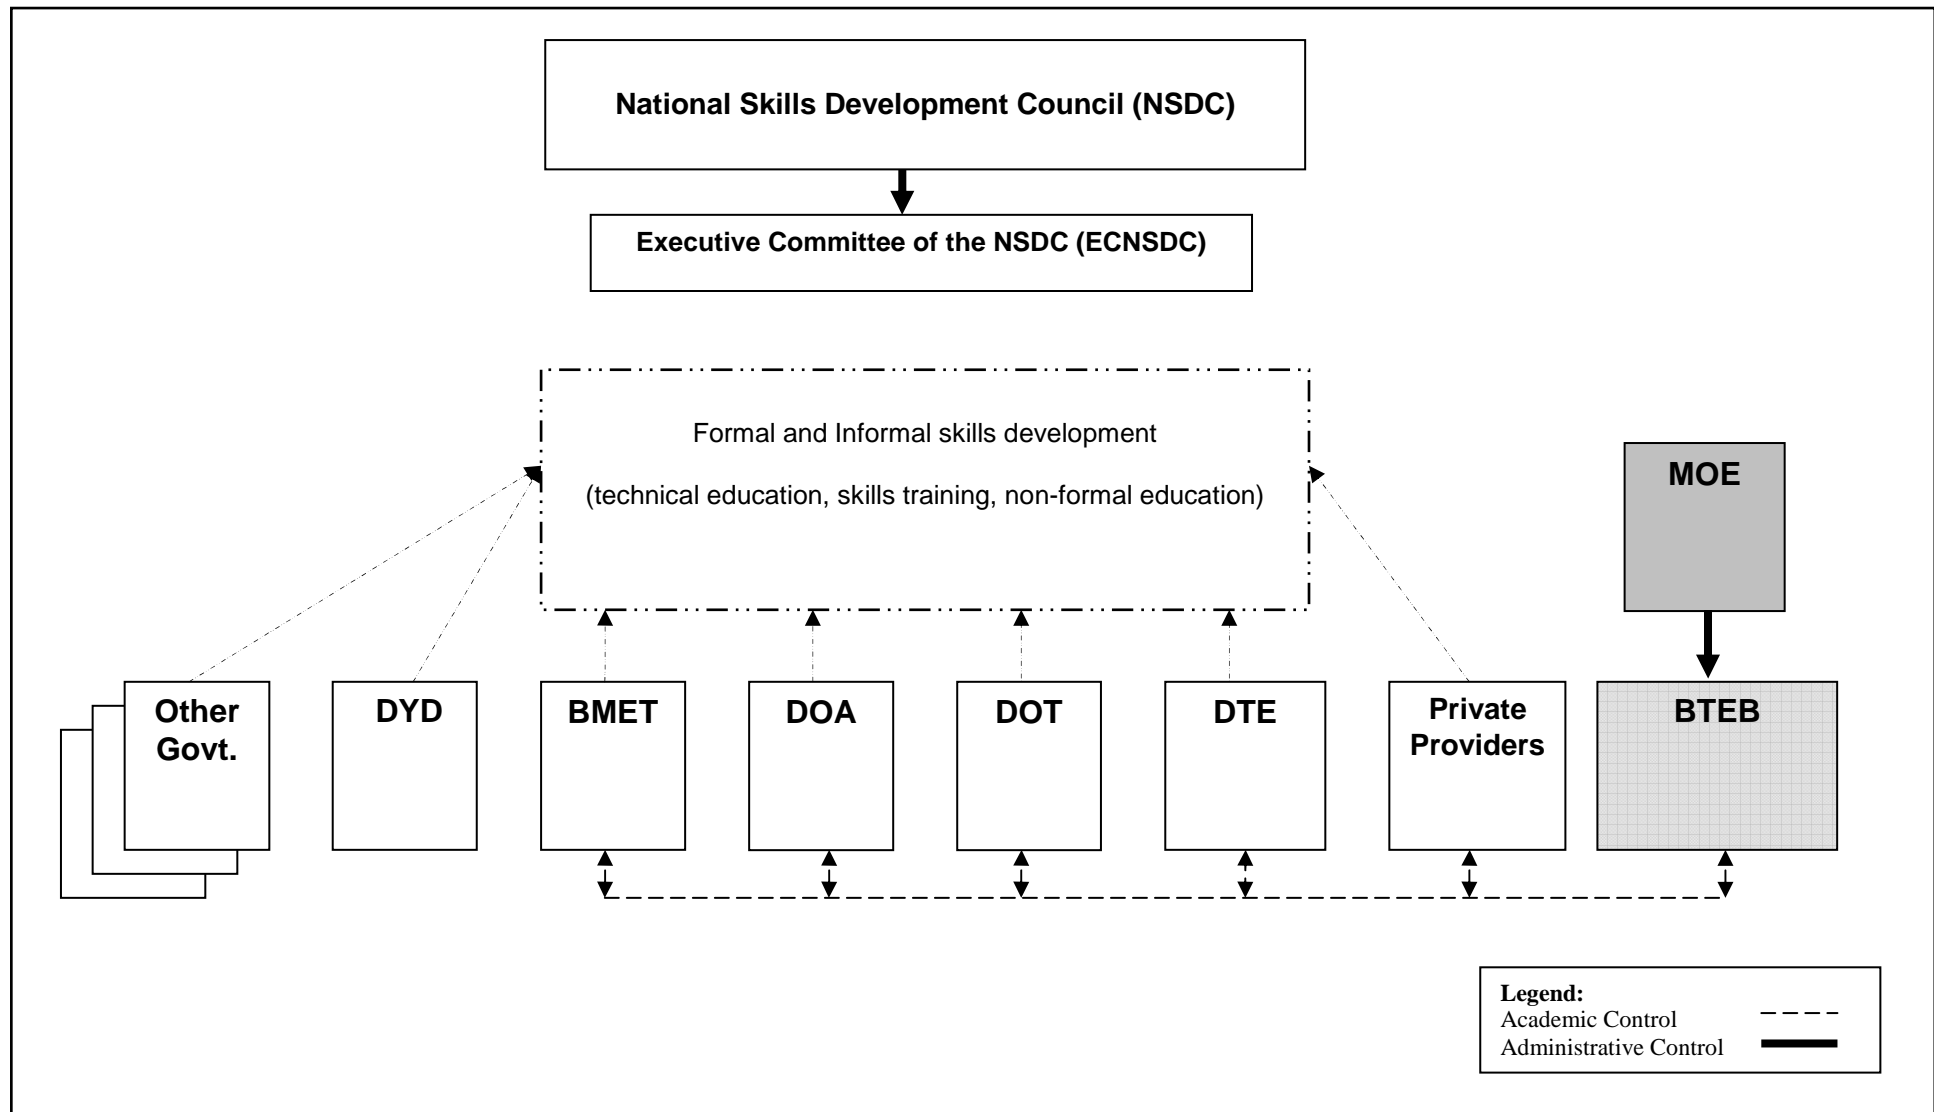 National Skills Development Council (NSDC)
Executive Committee of the NSDC (ECNSDC)
Formal and Informal skills development
(technical education, skills training, non-formal education)
MOE
Other
Govt.
DYD
BMET
DOA
DOT
DTE
Private
Providers
BTEB
Legend:
Academic Control
Administrative Control